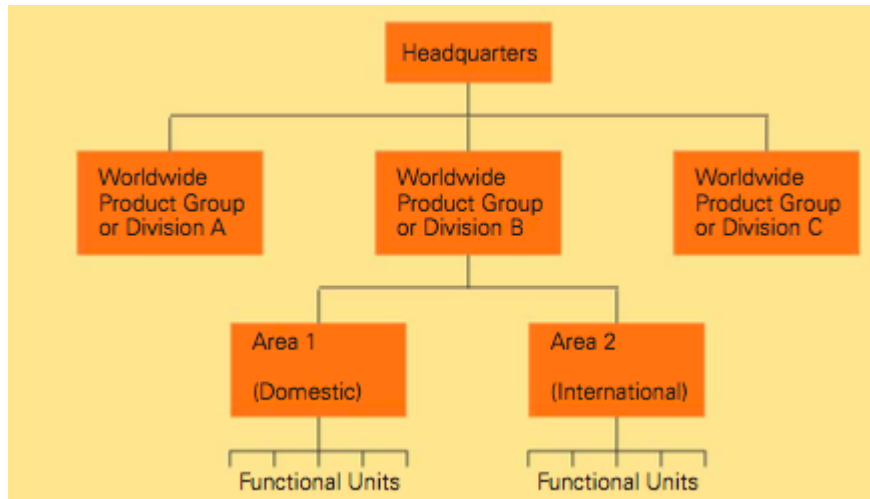 Headquarters
Worldwide
Product Group
or Division A
Worldwide
Product Group
or Division B
Worldwide
Product Group
or Division C
Area 1
(Domestic)
Area 2
(International)
Functional Units
Functional Units